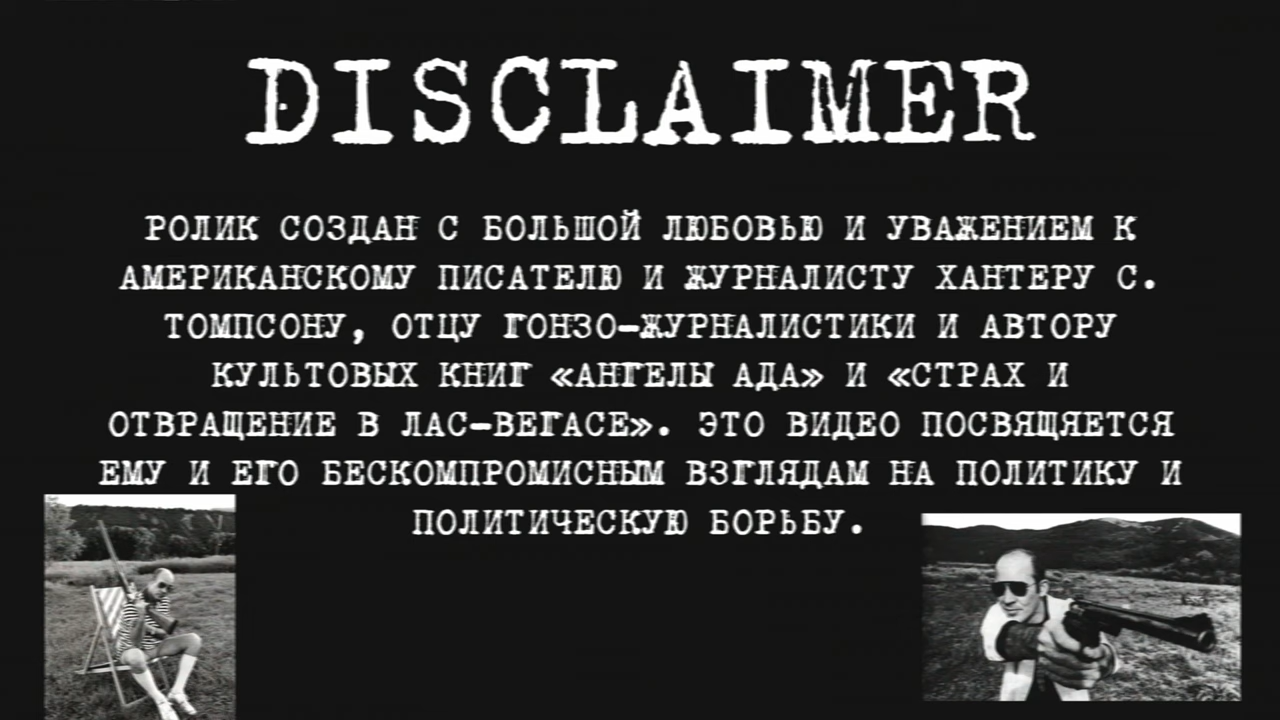 DISCLAIMER
РОЛИК СОЗДАН С БОЛЬШОЙ ЛЮБОВЬЮ И УВАЖЕНИЕМ К
АМЕРИКАНСКОМУ ПИСАТЕЛЮ И ЖУРНАЛИСТУ ХАНТЕРУ С.
ТОМПСОНУ, ОТЦУ ГОНЗО-ЖУРНАЛИСТИКИ И АВТОРУ
КУЛЬТОВЫХ КНИГ «АНГЕЛЫ АДА» И «СТРАХ И
ОТВРАЩЕНИЕ В ЛАС-ВЕГАСЕ». ЭТО ВИДЕО ПОСВЯЩЯЕТСЯ
ЕМУ И ЕГО БЕСКОМПРОМИСНЫМ ВЗГЛЯДАМ НА ПОЛИТИКУ И
ПОЛИТИЧЕСКУЮ БОРЬБУ.